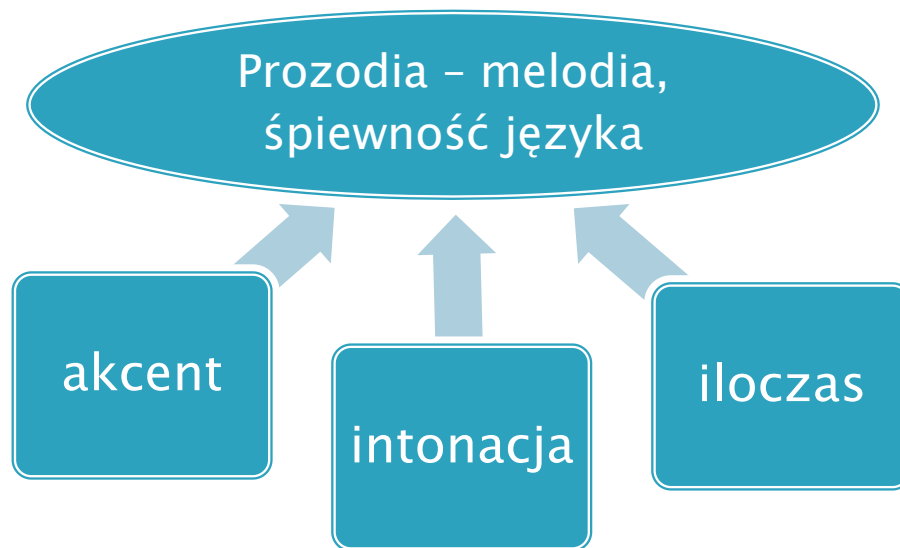 Prozodia – melodia,
śpiewność języka
akcent
intonacja
iloczas